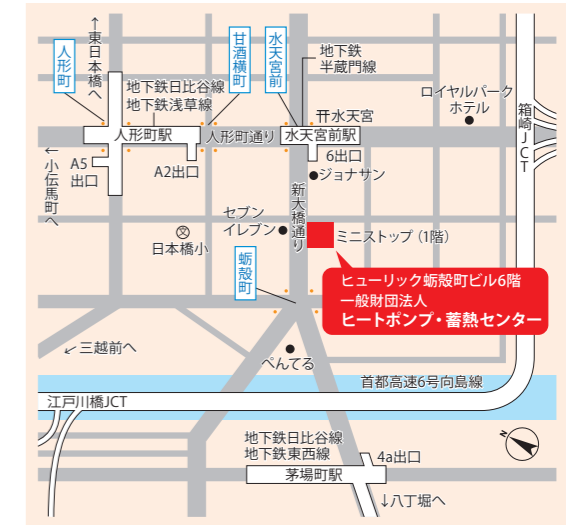 ←東日本橋へ
人形町
甘酒横町
水天宮前
地下鉄
半蔵門線
地下鉄日比谷線
地下鉄浅草線
水天宮
ロイヤルパーク
ホテル
箱崎JCT
人形町駅
人形町通り
水天宮前駅
←小伝馬町へ
A5
出口
A2出口
6出口
ジョナサン
新大橋通り
セブン
イレブン
文
日本橋小
ミニストップ（1階）
蛎殻町
ヒューリック蛎殻町ビル6階
一般財団法人
ヒートポンプ・蓄熱センター
←三越前へ
ぺんてる
首都高速6号向島線
江戸川橋JCT
N
地下鉄日比谷線
地下鉄東西線
4a出口
茅場町駅
↓八丁堀へ